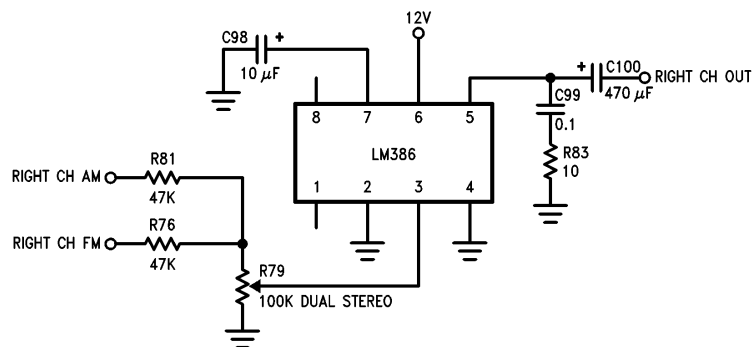 12V
C98
+
10 µF
8 7 6 5
LM386
1 2 3 4
+
C100
470 µF
RIGHT CH OUT
C99
0.1
R83
10
RIGHT CH AM
R81
47K
RIGHT CH FM
R76
47K
R79
100K DUAL STEREO